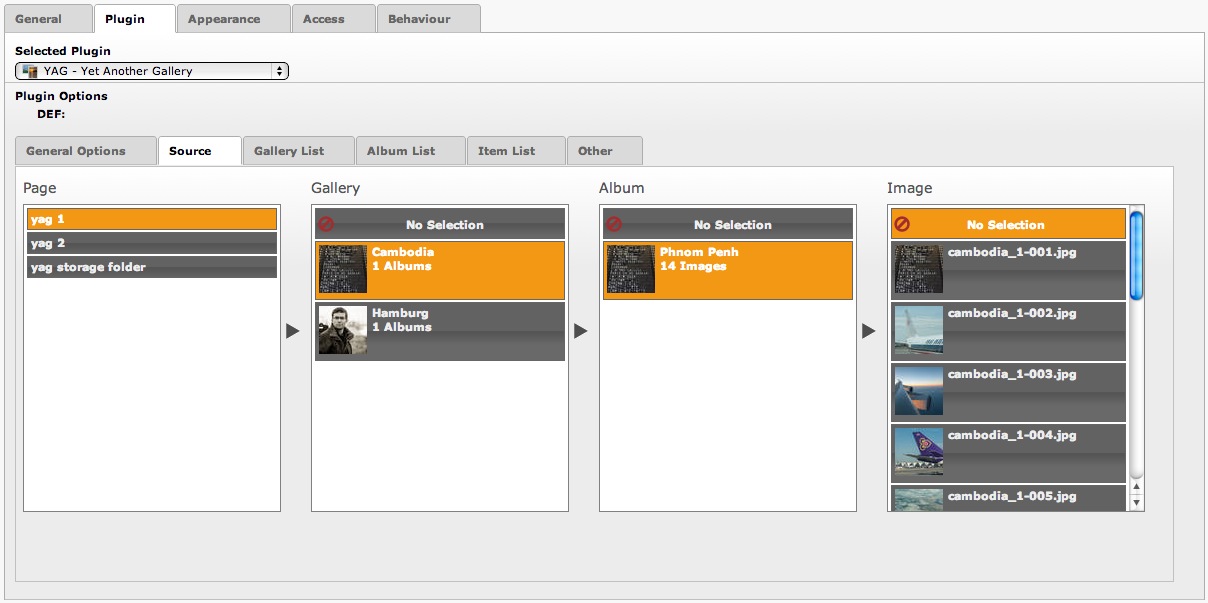 General Plugin Appearance Access Behaviour
Selected Plugin
YAG - Yet Another Gallery
Plugin Options
DEF:
General Options Source Gallery List Album List Item List Other
Page
yag 1
yag 2
yag storage folder
Gallery
No Selection
Cambodia
1 Albums
Hamburg
1 Albums
Album
No Selection
Phnom Penh
14 Images
Image
No Selection
cambodia_1-001.jpg
cambodia_1-002.jpg
cambodia_1-003.jpg
cambodia_1-004.jpg
cambodia_1-005.jpg